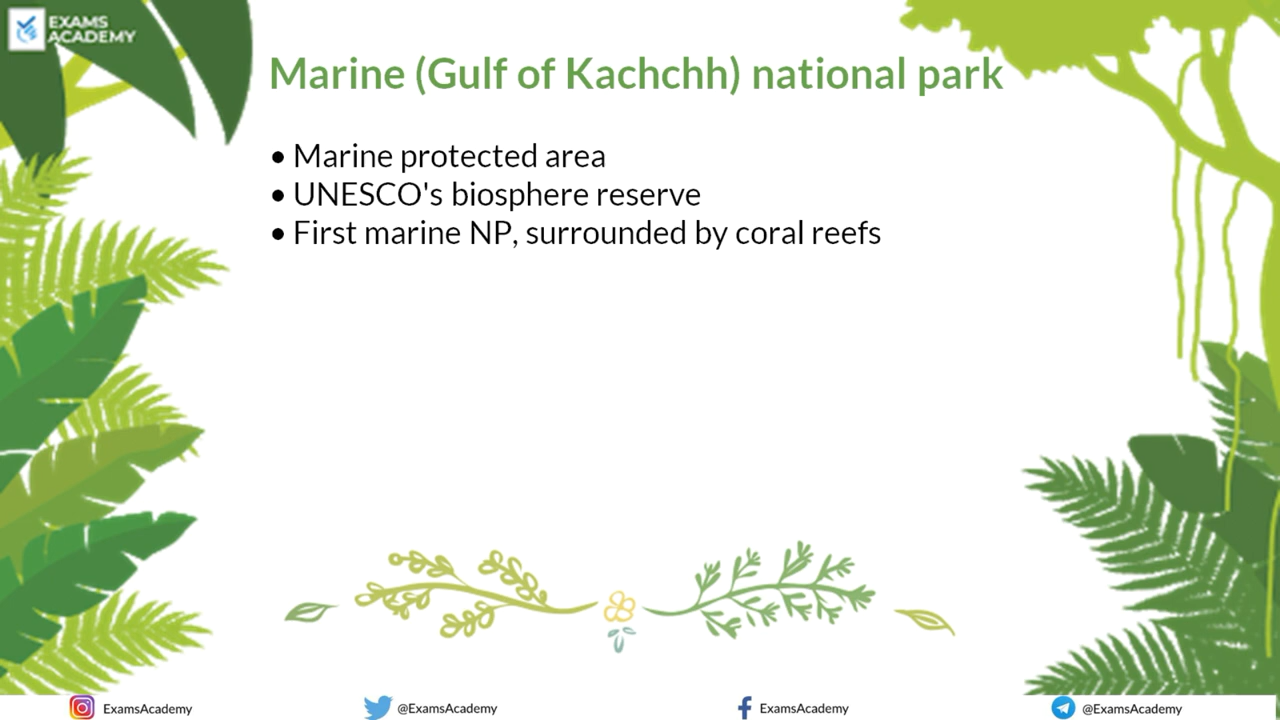 EXAMS
ACADEMY
Marine (Gulf of Kachchh) national park
• Marine protected area
• UNESCO's biosphere reserve
• First marine NP, surrounded by coral reefs
ExamsAcademy
@ExamsAcademy
ExamsAcademy
@ExamsAcademy